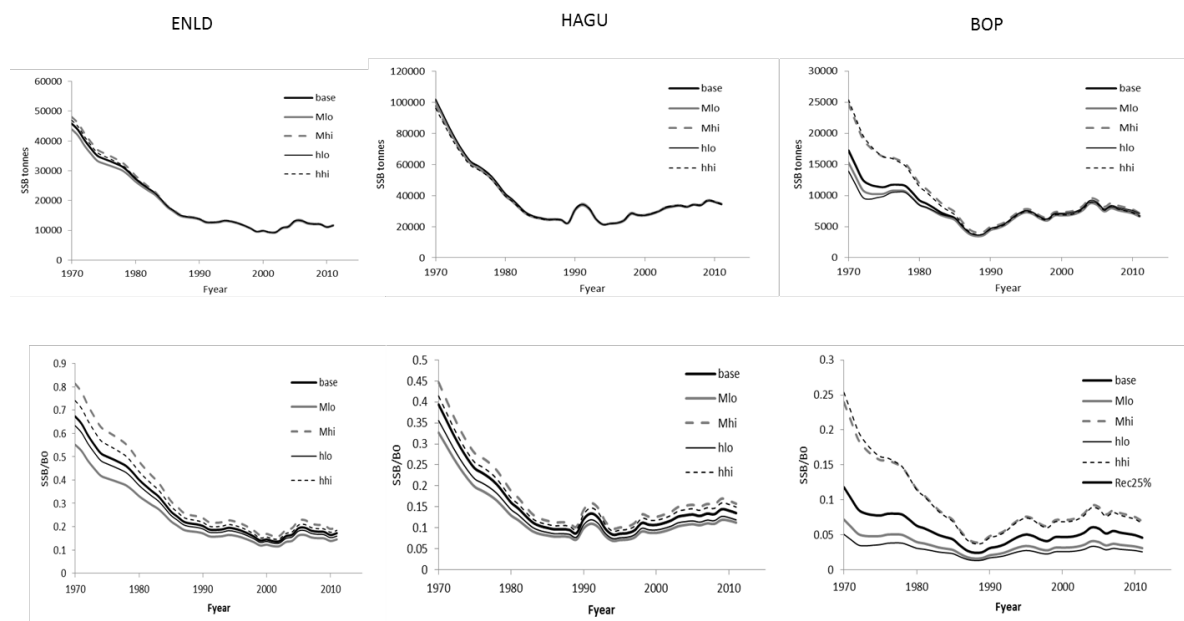 ENLD
HAGU
BOP
60000
50000
40000
30000
20000
10000
0
SSB tonnes
1970 1980 1990 2000 2010
Fyear
base
Mlo
Mhi
hlo
hhi
120000
100000
80000
60000
40000
20000
0
SSB tonnes
1970 1980 1990 2000 2010
Fyear
base
Mlo
Mhi
hlo
hhi
30000
25000
20000
15000
10000
5000
0
SSB tonnes
1970 1980 1990 2000 2010
Fyear
base
Mlo
Mhi
hlo
hhi
0.9
0.8
0.7
0.6
0.5
0.4
0.3
0.2
0.1
0
SSB/B0
1970 1980 1990 2000 2010
Fyear
base
Mlo
Mhi
hlo
hhi
0.5
0.45
0.4
0.35
0.3
0.25
0.2
0.15
0.1
0.05
0
SSB/B0
1970 1980 1990 2000 2010
Fyear
base
Mlo
Mhi
hlo
hhi
0.3
0.25
0.2
0.15
0.1
0.05
0
SSB/B0
1970 1980 1990 2000 2010
Fyear
base
Mlo
Mhi
hlo
hhi
Rec25%